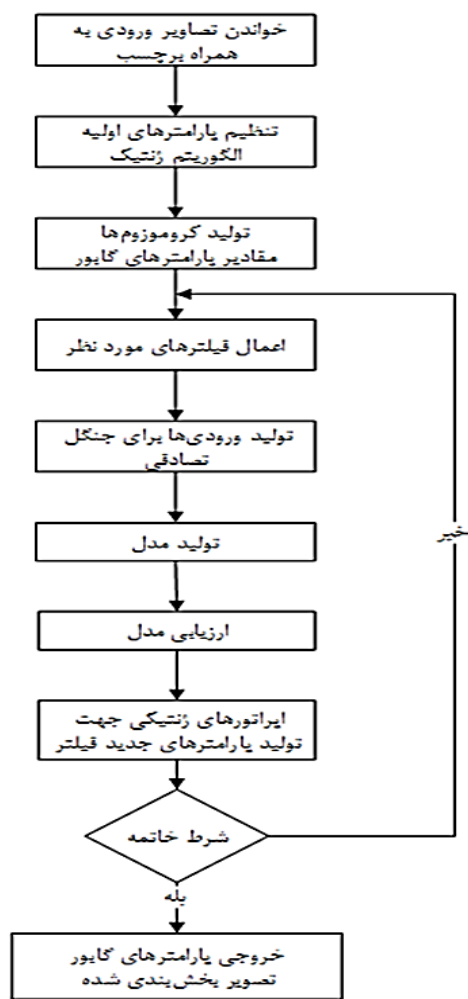 خواندن تصاویر ورودی به
همراه برچسب
تنظیم پارامترهای اولیه
الگوریتم ژنتیک
تولید کروموزوم‌ها
مقادیر پارامترهای گابور
اعمال فیلترهای مورد نظر
تولید ورودی‌ها برای جنگل
تصادقی
تولید مدل
ارزیابی مدل
اپراتورهای ژنتیکی جهت
تولید پارامترهای جدید فیلتر
شرط خاتمه
خیر
بله
خروجی پارامترهای گابور
تصویر بخش‌بندی شده